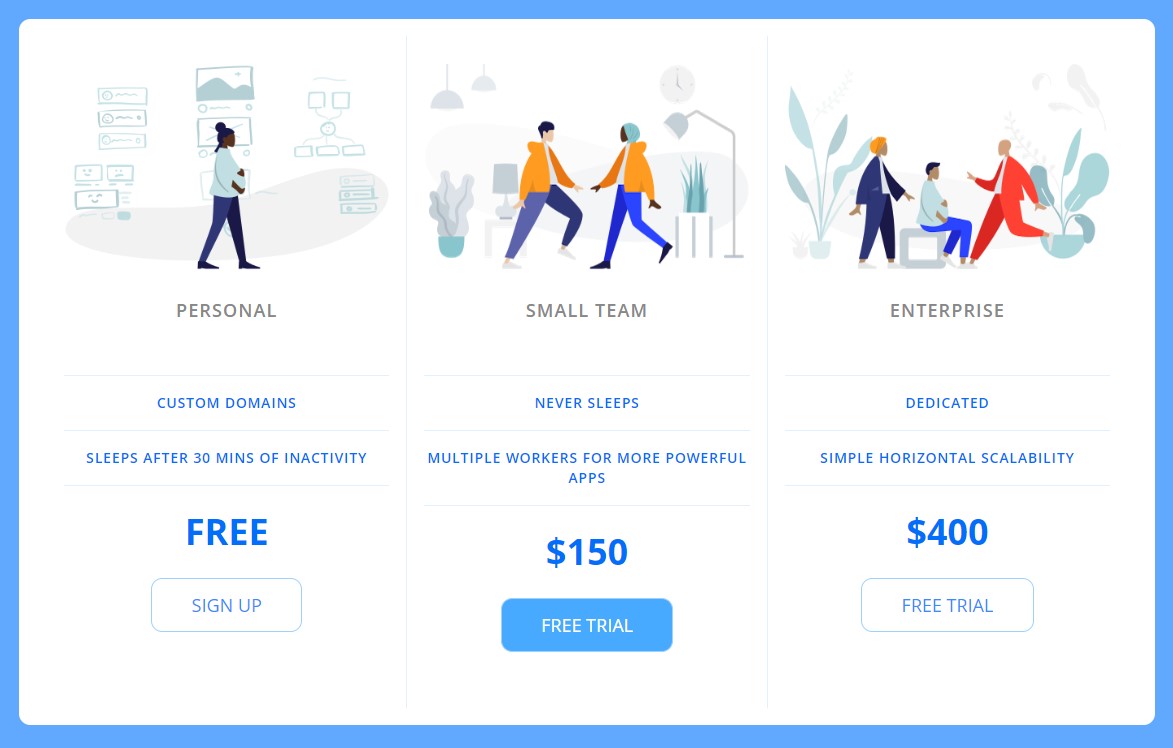 PERSONAL
CUSTOM DOMAINS
SLEEPS AFTER 30 MINS OF INACTIVITY
FREE
SIGN UP
SMALL TEAM
NEVER SLEEPS
MULTIPLE WORKERS FOR MORE POWERFUL
APPS
$150
FREE TRIAL
ENTERPRISE
DEDICATED
SIMPLE HORIZONTAL SCALABILITY
$400
FREE TRIAL